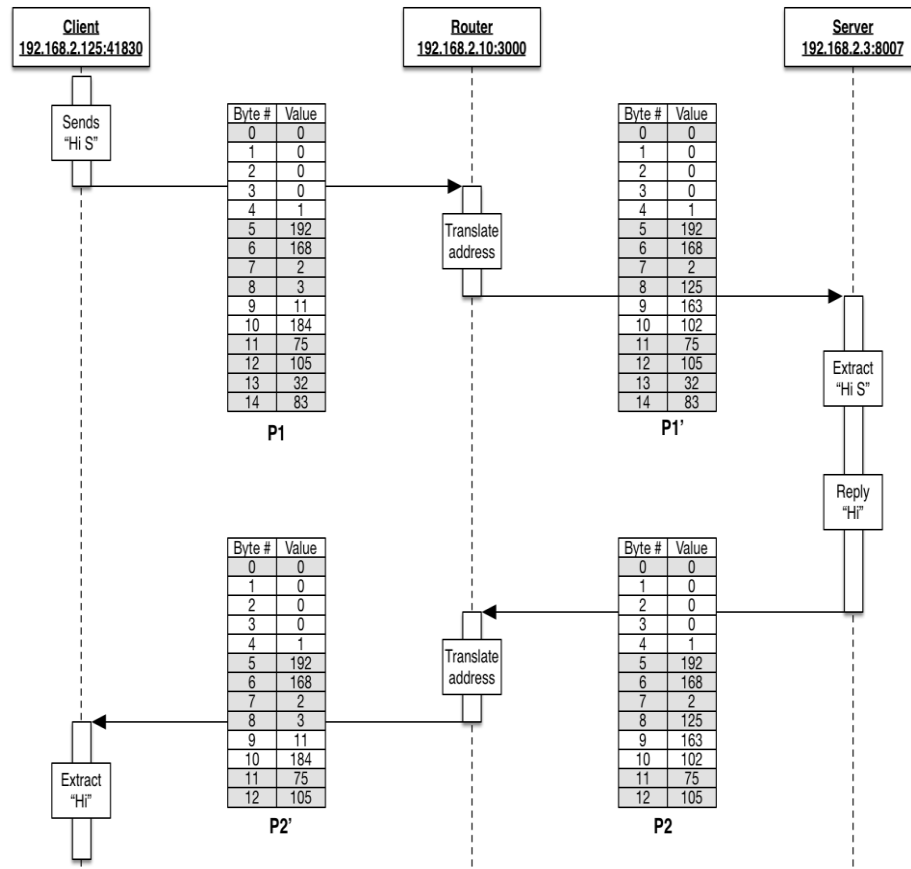 Client
192.168.2.125:41830
Router
192.168.2.10:3000
Server
192.168.2.3:8007
Sends
“Hi S”
Byte # Value
0 0
1 0
2 0
3 0
4 1
5 192
6 168
7 2
8 3
9 11
10 184
11 75
12 105
13 32
14 83
P1
Translate
address
Byte # Value
0 0
1 0
2 0
3 0
4 1
5 192
6 168
7 2
8 125
9 163
10 102
11 75
12 105
13 32
14 83
P1’
Extract
“Hi S”
Reply
“Hi”
Byte # Value
0 0
1 0
2 0
3 0
4 1
5 192
6 168
7 2
8 3
9 11
10 184
11 75
12 105
P2’
Translate
address
Byte # Value
0 0
1 0
2 0
3 0
4 1
5 192
6 168
7 2
8 125
9 163
10 102
11 75
12 105
P2
Extract
“Hi”